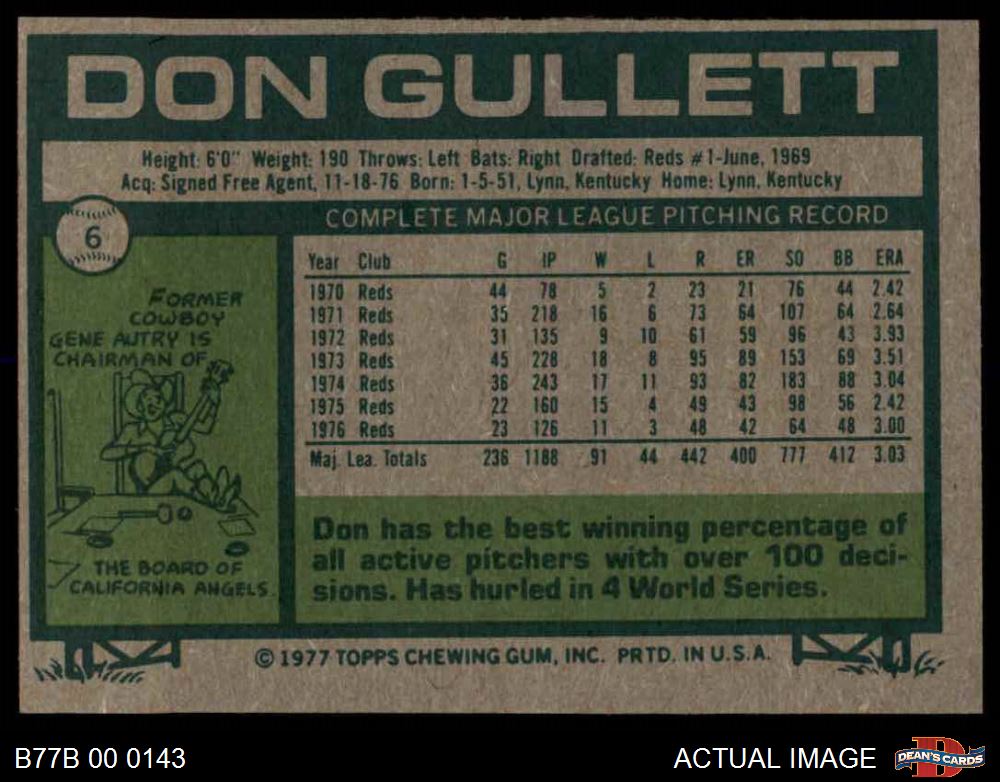 DON GULLETT
Height: 6'0" Weight: 190 Throws: Left Bats: Right Drafted: Reds #1-June, 1969
Acq: Signed Free Agent, 11-18-76 Born: 1-5-51, Lynn, Kentucky Home: Lynn, Kentucky
6
COMPLETE MAJOR LEAGUE PITCHING RECORD
Year Club G IP W L R ER SO BB ERA
1970 Reds 44 78 5 2 23 21 76 44 2.42
1971 Reds 35 218 16 6 73 64 107 64 2.64
1972 Reds 31 135 9 10 61 59 96 43 3.93
1973 Reds 45 228 18 8 95 89 153 69 3.51
1974 Reds 36 243 17 11 93 82 183 88 3.04
1975 Reds 22 160 15 4 49 43 98 56 2.42
1976 Reds 23 126 11 3 48 42 64 48 3.00
Maj. Lea. Totals 236 1188 91 44 442 400 777 412 3.03
FORMER
COWBOY
GENE AUTRY IS
CHAIRMAN OF
THE BOARD OF
CALIFORNIA ANGELS.
Don has the best winning percentage of
all active pitchers with over 100 deci-
sions. Has hurled in 4 World Series.
© 1977 TOPPS CHEWING GUM, INC. PRTD. IN U.S.A.
B77B 00 0143
ACTUAL IMAGE
D
DEAN'S CARDS